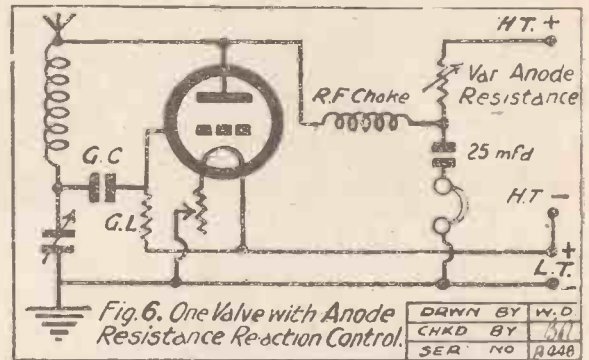 H.T. +
R.F Choke
Var Anode
Resistance
G.C
25 mfd
G.L
H.T -
+
L.T.
-
Fig. 6. One Valve with Anode
Resistance Reaction Control.
DRWN BY W.D.
CHKD BY
SER NO